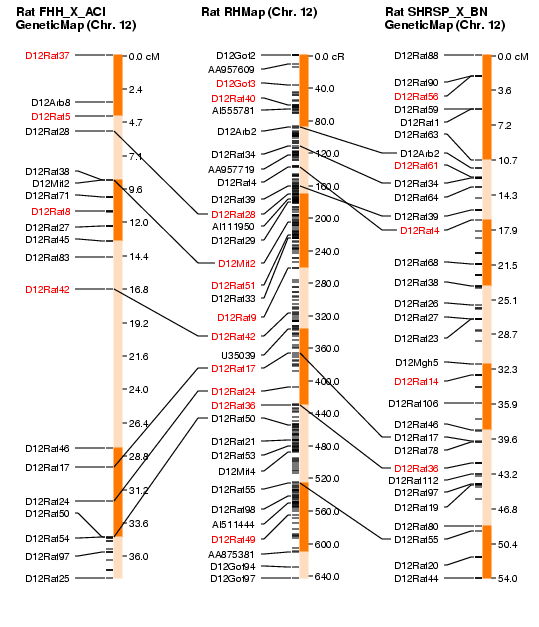 Rat FHH_X_ACI
GeneticMap (Chr. 12)
D12Rat37
D12Arb8
D12Rat5
D12Rat28
D12Rat38
D12Mit2
D12Rat71
D12Rat8
D12Rat27
D12Rat45
D12Rat83
D12Rat42
D12Rat46
D12Rat17
D12Rat24
D12Rat50
D12Rat54
D12Rat97
D12Rat25
0.0 cM
2.4
4.7
7.1
9.6
12.0
14.4
16.8
19.2
21.6
24.0
26.4
28.8
31.2
33.6
36.0
Rat RHMap (Chr. 12)
D12Got2
AA957609
D12Got3
D12Rat40
AI555781
D12Arb2
D12Rat34
AA957719
D12Rat4
D12Rat39
D12Rat28
AI111950
D12Rat29
D12Mit2
D12Rat51
D12Rat33
D12Rat9
D12Rat42
U35039
D12Rat17
D12Rat24
D12Rat36
D12Rat50
D12Rat21
D12Rat53
D12Mit4
D12Rat55
D12Rat98
AI511444
D12Rat49
AA875381
D12Got94
D12Got97
0.0 cR
40.0
80.0
120.0
160.0
200.0
240.0
280.0
320.0
360.0
400.0
440.0
480.0
520.0
560.0
600.0
640.0
Rat SHRSP_X_BN
GeneticMap (Chr. 12)
D12Rat88
D12Rat90
D12Rat56
D12Rat59
D12Rat1
D12Rat63
D12Arb2
D12Rat61
D12Rat34
D12Rat64
D12Rat39
D12Rat4
D12Rat68
D12Rat38
D12Rat26
D12Rat27
D12Rat23
D12Mgh5
D12Rat14
D12Rat106
D12Rat46
D12Rat17
D12Rat78
D12Rat36
D12Rat112
D12Rat97
D12Rat19
D12Rat80
D12Rat55
D12Rat20
D12Rat44
0.0 cM
3.6
7.2
10.7
14.3
17.9
21.5
25.1
28.7
32.3
35.9
39.6
43.2
46.8
50.4
54.0